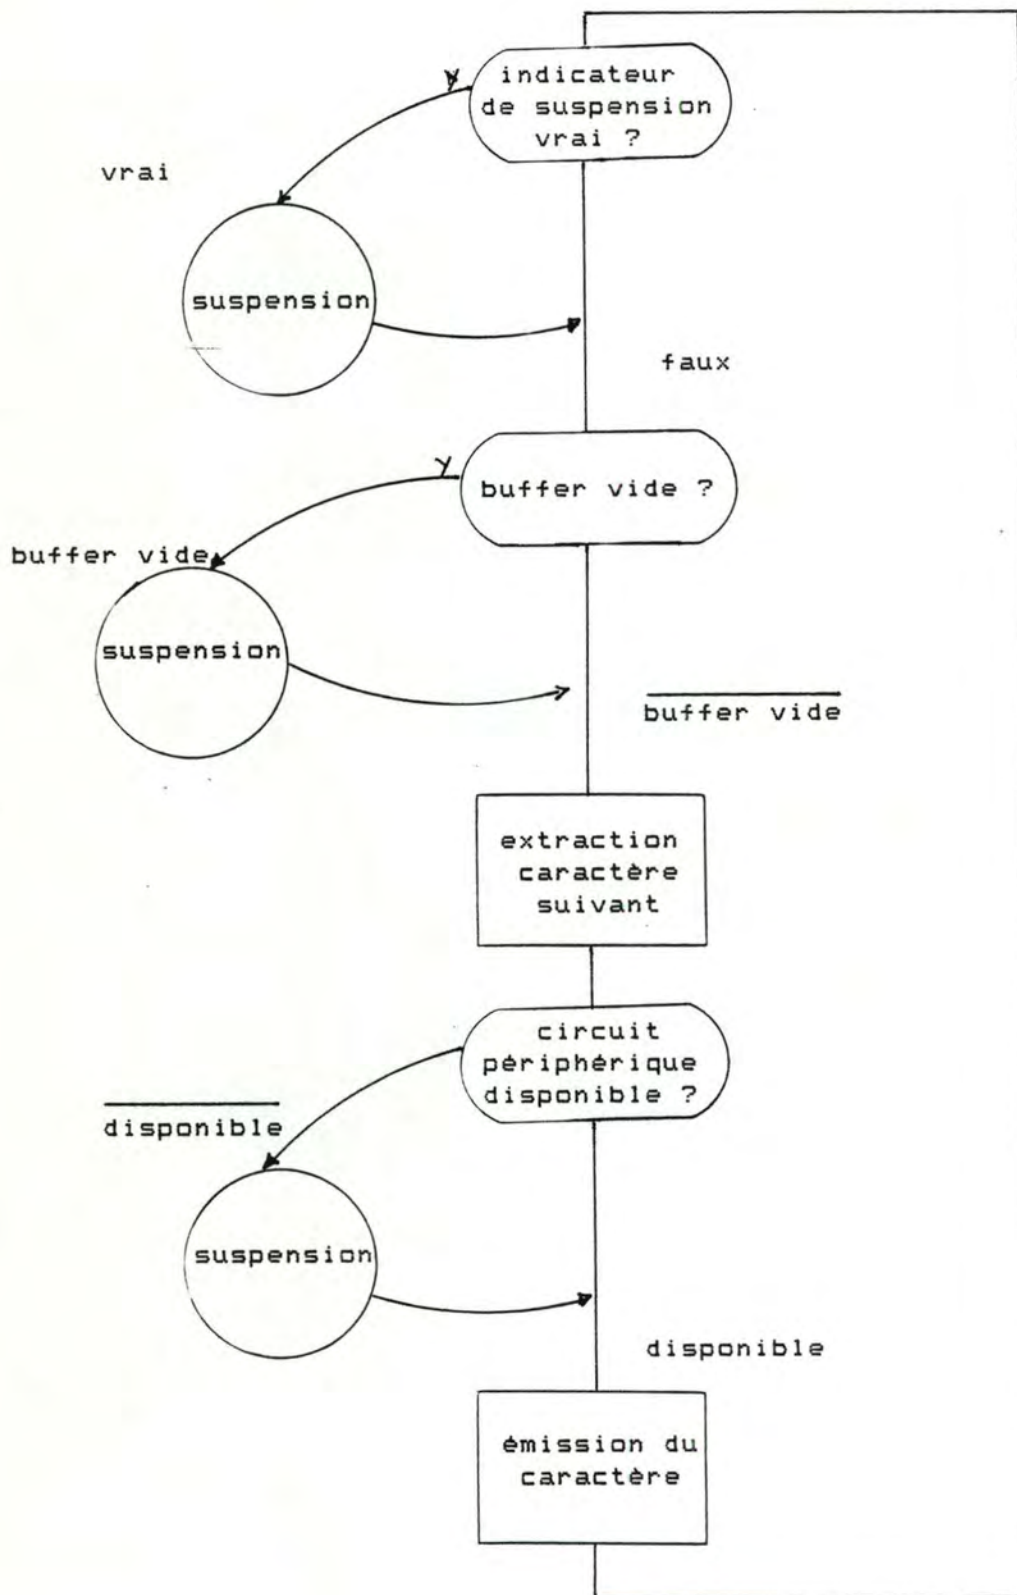 indicateur
de suspension
vrai ?
y
vrai
suspension
faux
buffer vide ?
y
buffer vide
suspension
buffer vide
extraction
caractère
suivant
circuit
périphérique
disponible ?
disponible
suspension
disponible
émission du
caractère